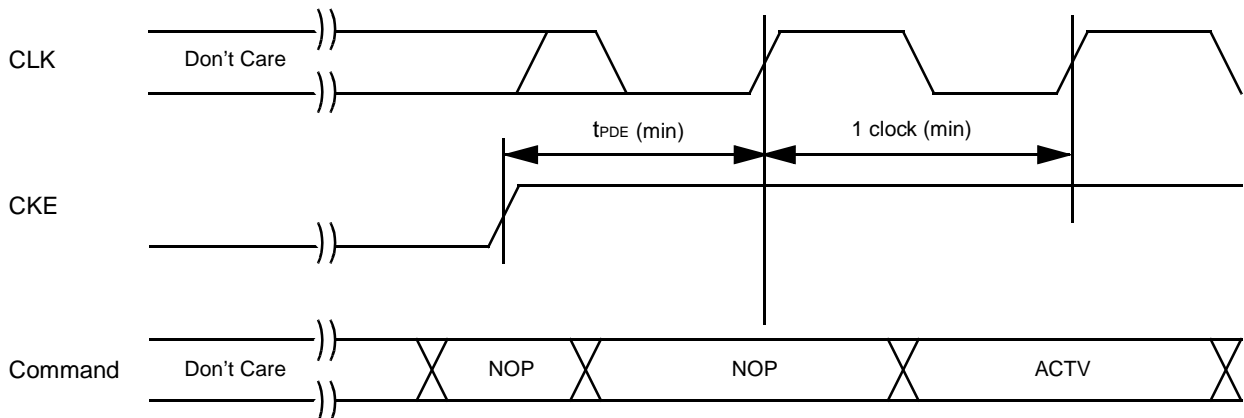 CLK
Don't Care
tPDE (min)
1 clock (min)
CKE
Command
Don't Care
NOP
NOP
ACTV